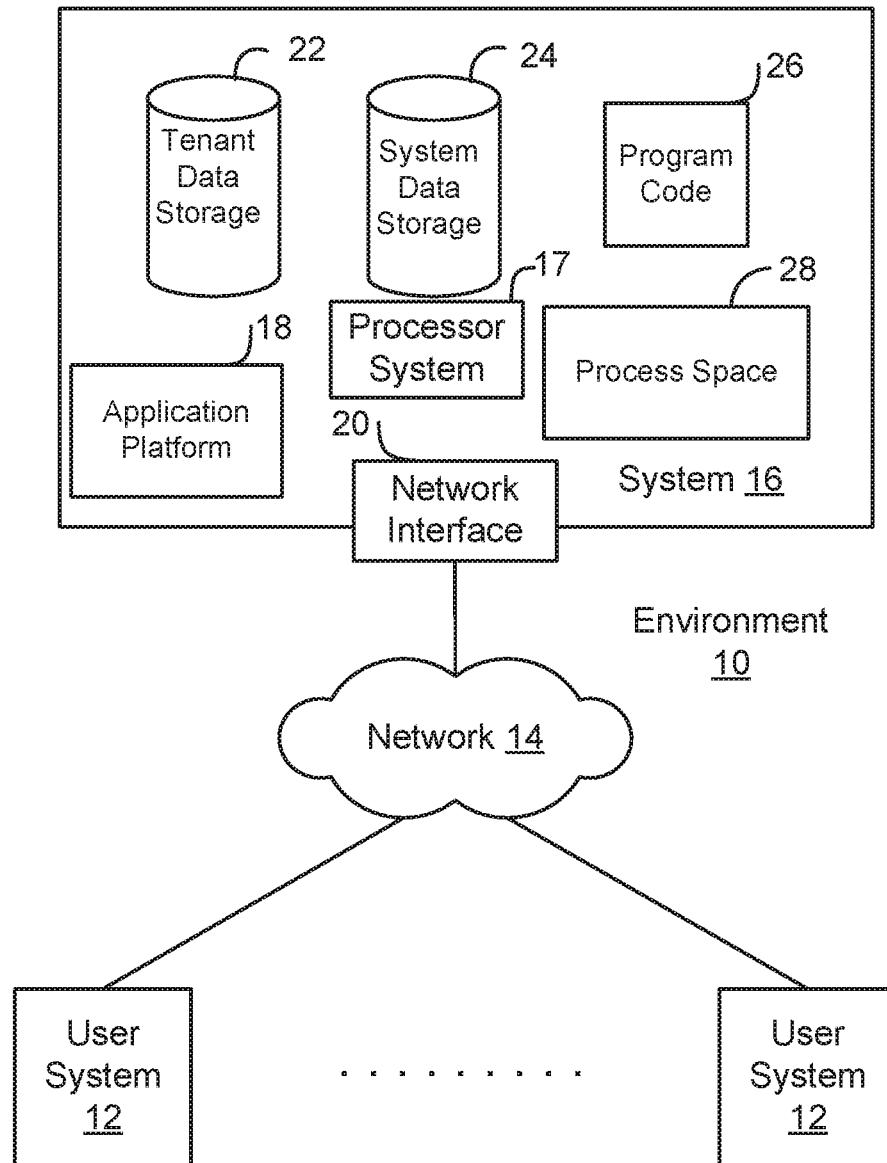 22
24
26
Tenant
Data
Storage
System
Data
Storage
Program
Code
17
28
18
Processor
System
Process Space
Application
Platform
20
System 16
Network
Interface
Environment
10
Network 14
User
System
12
. . . . . . . . .
User
System
12